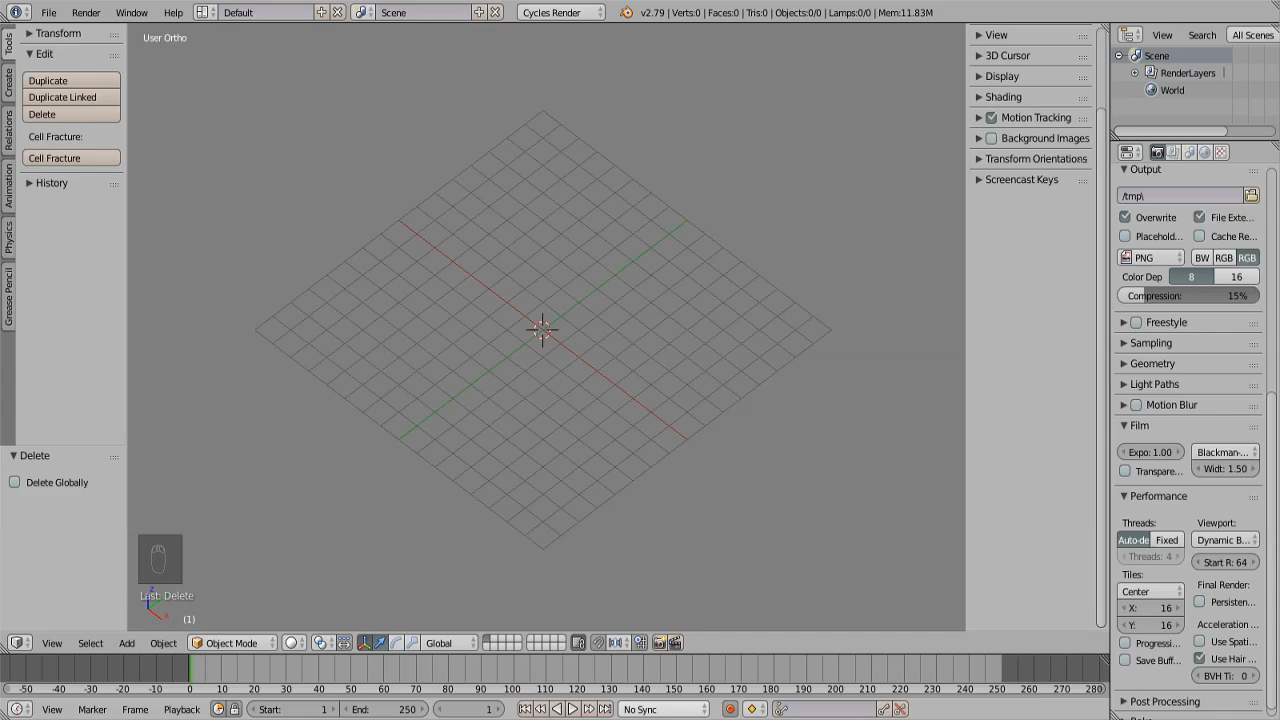 File Render Window Help Default Scene Cycles Render v2.79 | Verts:0 | Faces:0 | Tris:0 | Objects:0/0 | Lamps:0/0 | Mem:11.83M
Tools
Create
Relations
Animation
Physics
Grease Pencil
Transform
Edit
Duplicate
Duplicate Linked
Delete
Cell Fracture:
Cell Fracture
History
Delete
Delete Globally
User Ortho
Last: Delete
z
x
(1)
View
3D Cursor
Display
Shading
Motion Tracking
Background Images
Transform Orientations
Screencast Keys
View Search All Scenes
Scene
RenderLayers
World
Output
/tmp\
Overwrite File Exte...
Placehold... Cache Re...
PNG BW RGB RGB
Color Dep 8 16
Compression: 15%
Freestyle
Sampling
Geometry
Light Paths
Motion Blur
Film
Expo: 1.00 Blackman-...
Transpare... Widt: 1.50
Performance
Threads: Viewport:
Auto-de Fixed Dynamic B...
Threads: 4 Start R: 64
Tiles: Final Render:
Center Persisten...
X: 16 Acceleration ...
Y: 16 Use Spati...
Progressi... Use Hair ...
Save Buff... BVH Ti: 0
Post Processing
View Select Add Object Object Mode Global
-50 -40 -30 -20 -10 0 10 20 30 40 50 60 70 80 90 100 110 120 130 140 150 160 170 180 190 200 210 220 230 240 250 260 270 280
View Marker Frame Playback Start: 1 End: 250 1 No Sync